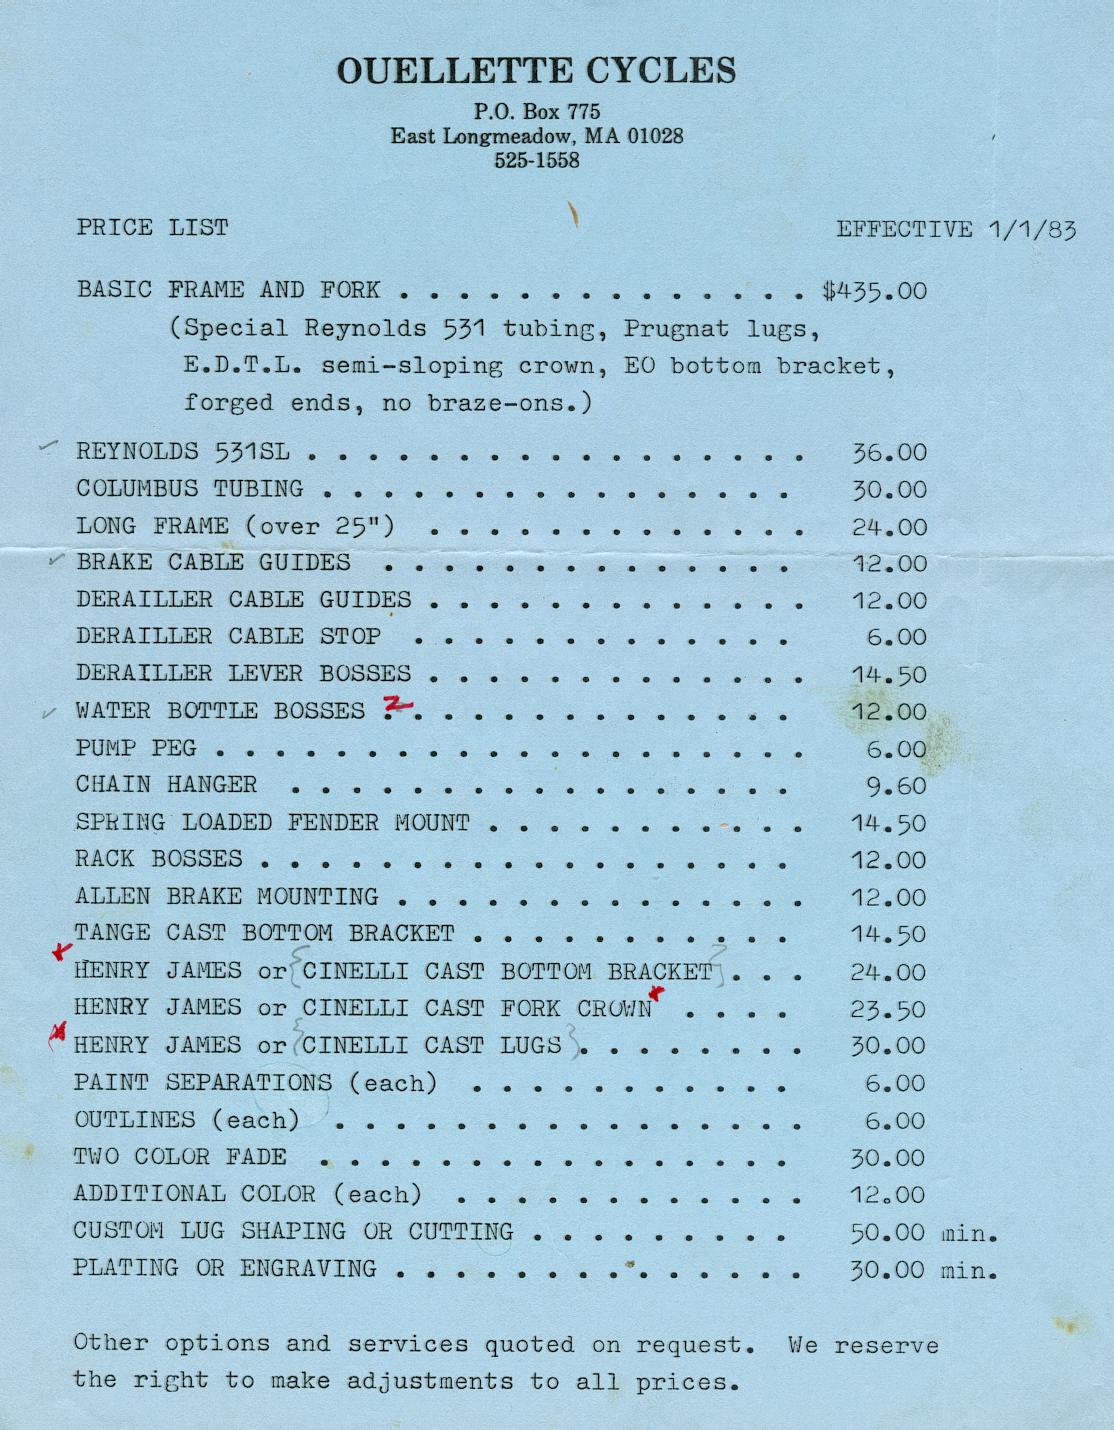 OUELLETTE CYCLES
P.O. Box 775
East Longmeadow, MA 01028
525-1558
PRICE LIST EFFECTIVE 1/1/83
BASIC FRAME AND FORK . . . . . . . . . . . . . . $435.00
(Special Reynolds 531 tubing, Prugnat lugs,
E.D.T.L. semi-sloping crown, EO bottom bracket,
forged ends, no braze-ons.)
✓ REYNOLDS 531SL . . . . . . . . . . . . . . . . . 36.00
COLUMBUS TUBING . . . . . . . . . . . . . . . . 30.00
LONG FRAME (over 25") . . . . . . . . . . . . . 24.00
✓ BRAKE CABLE GUIDES . . . . . . . . . . . . . . 12.00
DERAILLER CABLE GUIDES . . . . . . . . . . . . . 12.00
DERAILLER CABLE STOP . . . . . . . . . . . . . 6.00
DERAILLER LEVER BOSSES . . . . . . . . . . . . . 14.50
✓ WATER BOTTLE BOSSES 2 . . . . . . . . . . . . . . 12.00
PUMP PEG . . . . . . . . . . . . . . . . . . . . 6.00
CHAIN HANGER . . . . . . . . . . . . . . . . . 9.60
SPRING LOADED FENDER MOUNT . . . . . . . . . . . 14.50
RACK BOSSES . . . . . . . . . . . . . . . . . . 12.00
ALLEN BRAKE MOUNTING . . . . . . . . . . . . . . 12.00
TANGE CAST BOTTOM BRACKET . . . . . . . . . . . 14.50
x HENRY JAMES or {CINELLI CAST BOTTOM BRACKET} . . . 24.00
HENRY JAMES or CINELLI CAST FORK CROWN x . . . . 23.50
x HENRY JAMES or {CINELLI CAST LUGS} . . . . . . . . 30.00
PAINT SEPARATIONS (each) . . . . . . . . . . . 6.00
OUTLINES (each) . . . . . . . . . . . . . . . . 6.00
TWO COLOR FADE . . . . . . . . . . . . . . . . 30.00
ADDITIONAL COLOR (each) . . . . . . . . . . . . 12.00
CUSTOM LUG SHAPING OR CUTTING . . . . . . . . . 50.00 min.
PLATING OR ENGRAVING . . . . . . . . . . . . . . 30.00 min.
Other options and services quoted on request. We reserve
the right to make adjustments to all prices.